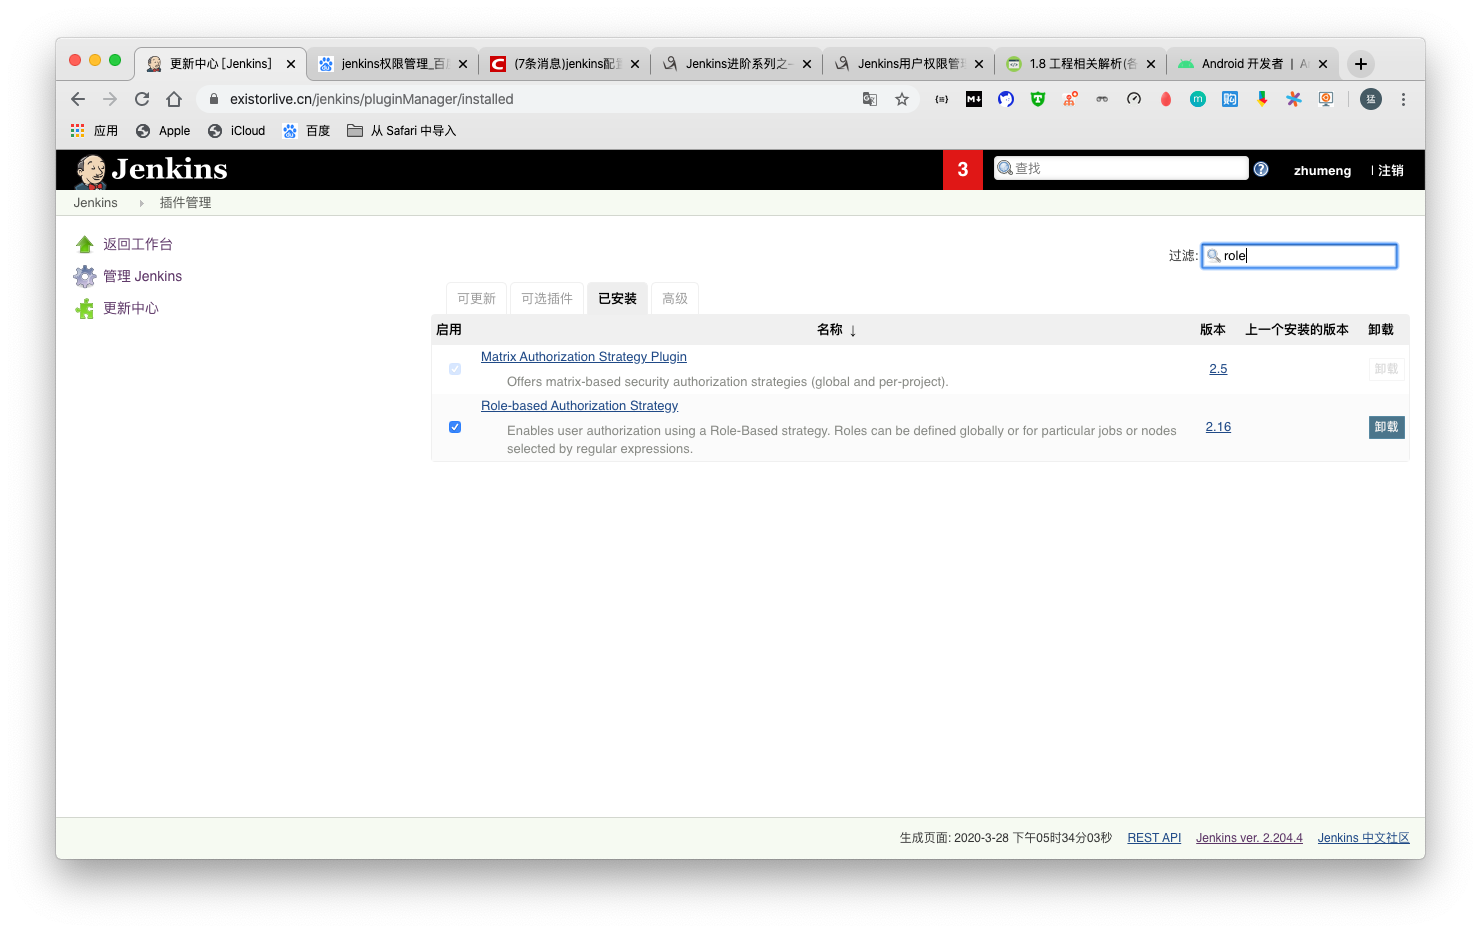 更新中心 [Jenkins]
jenkins权限管理_百
(7条消息)jenkins配
Jenkins进阶系列之一
Jenkins用户权限管
1.8 工程相关解析(各
Android 开发者 |
existorlive.cn/jenkins/pluginManager/installed
猛
应用
Apple
iCloud
百度
从 Safari 中导入
Jenkins
3
查找
zhumeng
| 注销
Jenkins
插件管理
返回工作台
管理 Jenkins
更新中心
过滤: role
可更新
可选插件
已安装
高级
启用
名称 ↓
版本
上一个安装的版本
卸载
Matrix Authorization Strategy Plugin
Offers matrix-based security authorization strategies (global and per-project).
2.5
卸载
Role-based Authorization Strategy
Enables user authorization using a Role-Based strategy. Roles can be defined globally or for particular jobs or nodes
selected by regular expressions.
2.16
卸载
生成页面: 2020-3-28 下午05时34分03秒
REST API
Jenkins ver. 2.204.4
Jenkins 中文社区